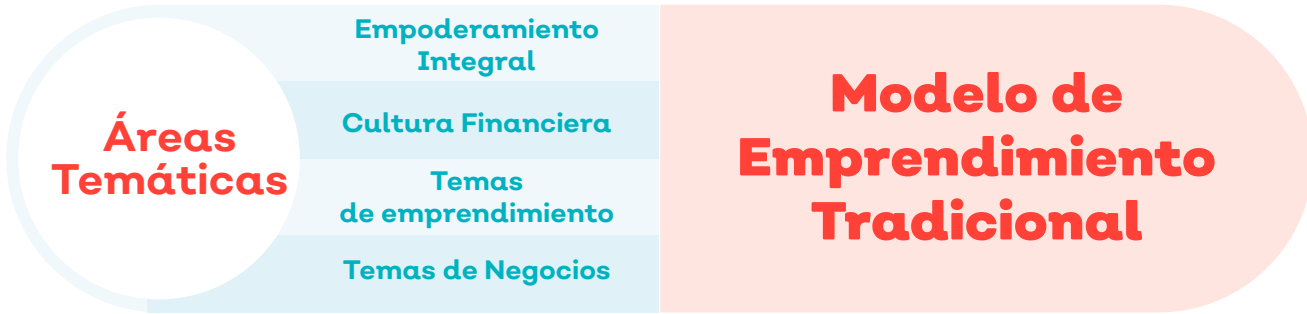 Áreas
Temáticas
Empoderamiento
Integral
Cultura Financiera
Temas
de emprendimiento
Temas de Negocios
Modelo de
Emprendimiento
Tradicional